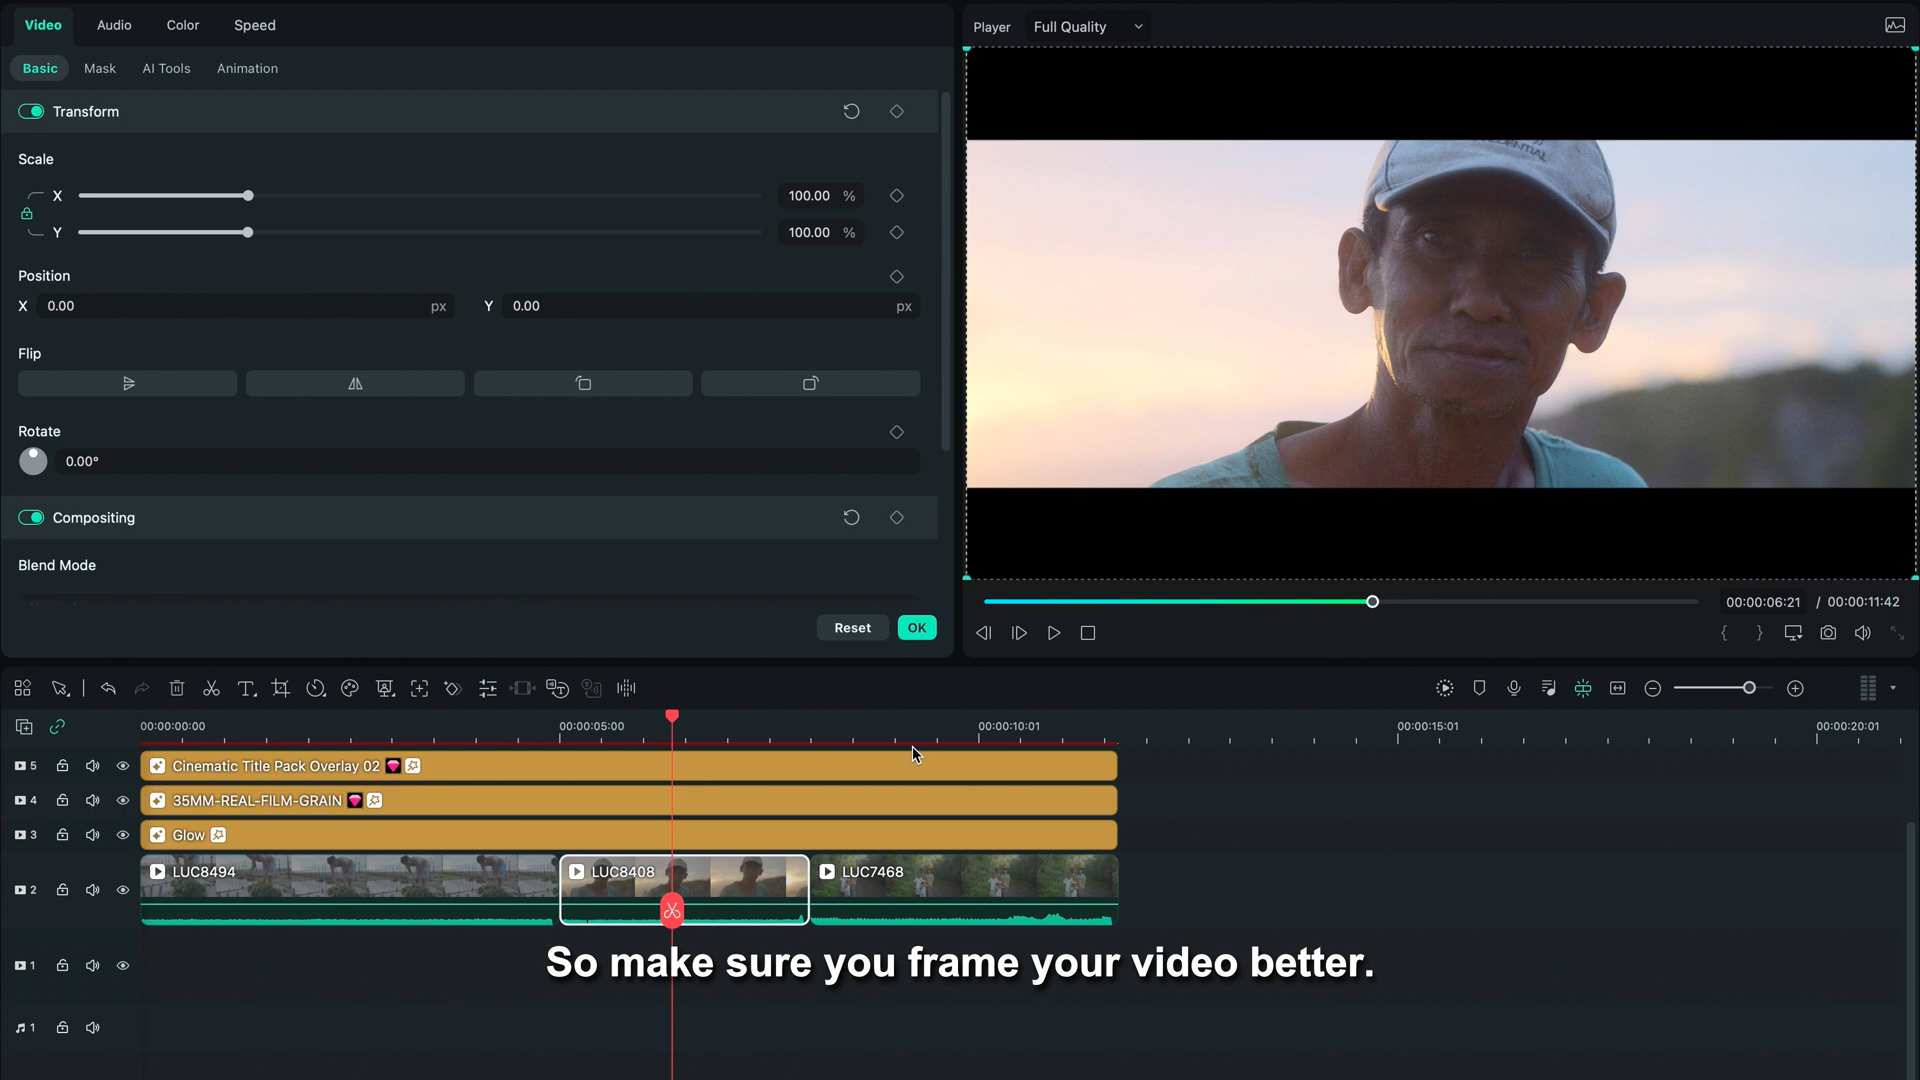 Video Audio Color Speed
Player Full Quality
Basic Mask AI Tools Animation
Transform
Scale
X 100.00 %
Y 100.00 %
Position
X 0.00 px Y 0.00 px
Flip
Rotate
0.00°
Compositing
Blend Mode
Reset OK
00:00:06:21 / 00:00:11:42
00:00:00:00 00:00:05:00 00:00:10:01 00:00:15:01 00:00:20:01
5 Cinematic Title Pack Overlay 02
4 35MM-REAL-FILM-GRAIN
3 Glow
2 LUC8494 LUC8408 LUC7468
So make sure you frame your video better.
1
1